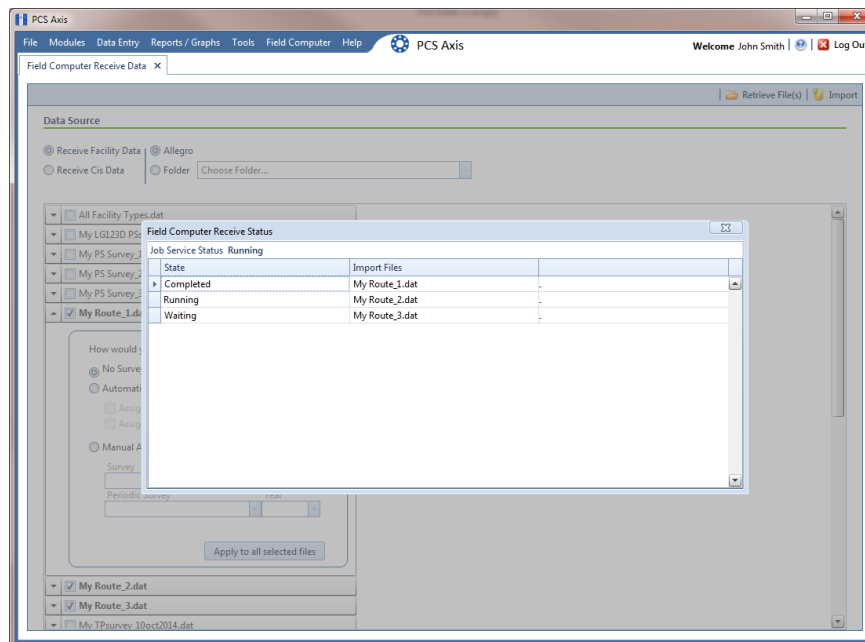 PCS Axis
File Modules Data Entry Reports / Graphs Tools Field Computer Help PCS Axis Welcome John Smith Log Ou
Field Computer Receive Data
Retrieve File(s) Import
Data Source
Receive Facility Data Allegro
Receive Cis Data Folder Choose Folder...
All Facility Types.dat
My LG123D PSs
Field Computer Receive Status
My PS Survey_1
Job Service Status Running
My PS Survey_2
State Import Files
My PS Survey_3
Completed My Route_1.dat
Running My Route_2.dat
My Route_1.da
Waiting My Route_3.dat
How would y
No Surve
Automati
Assig
Assig
Manual A
Survey
Periodic Survey Year
Apply to all selected files
My Route_2.dat
My Route_3.dat
My TPsurvey_10oct2014.dat